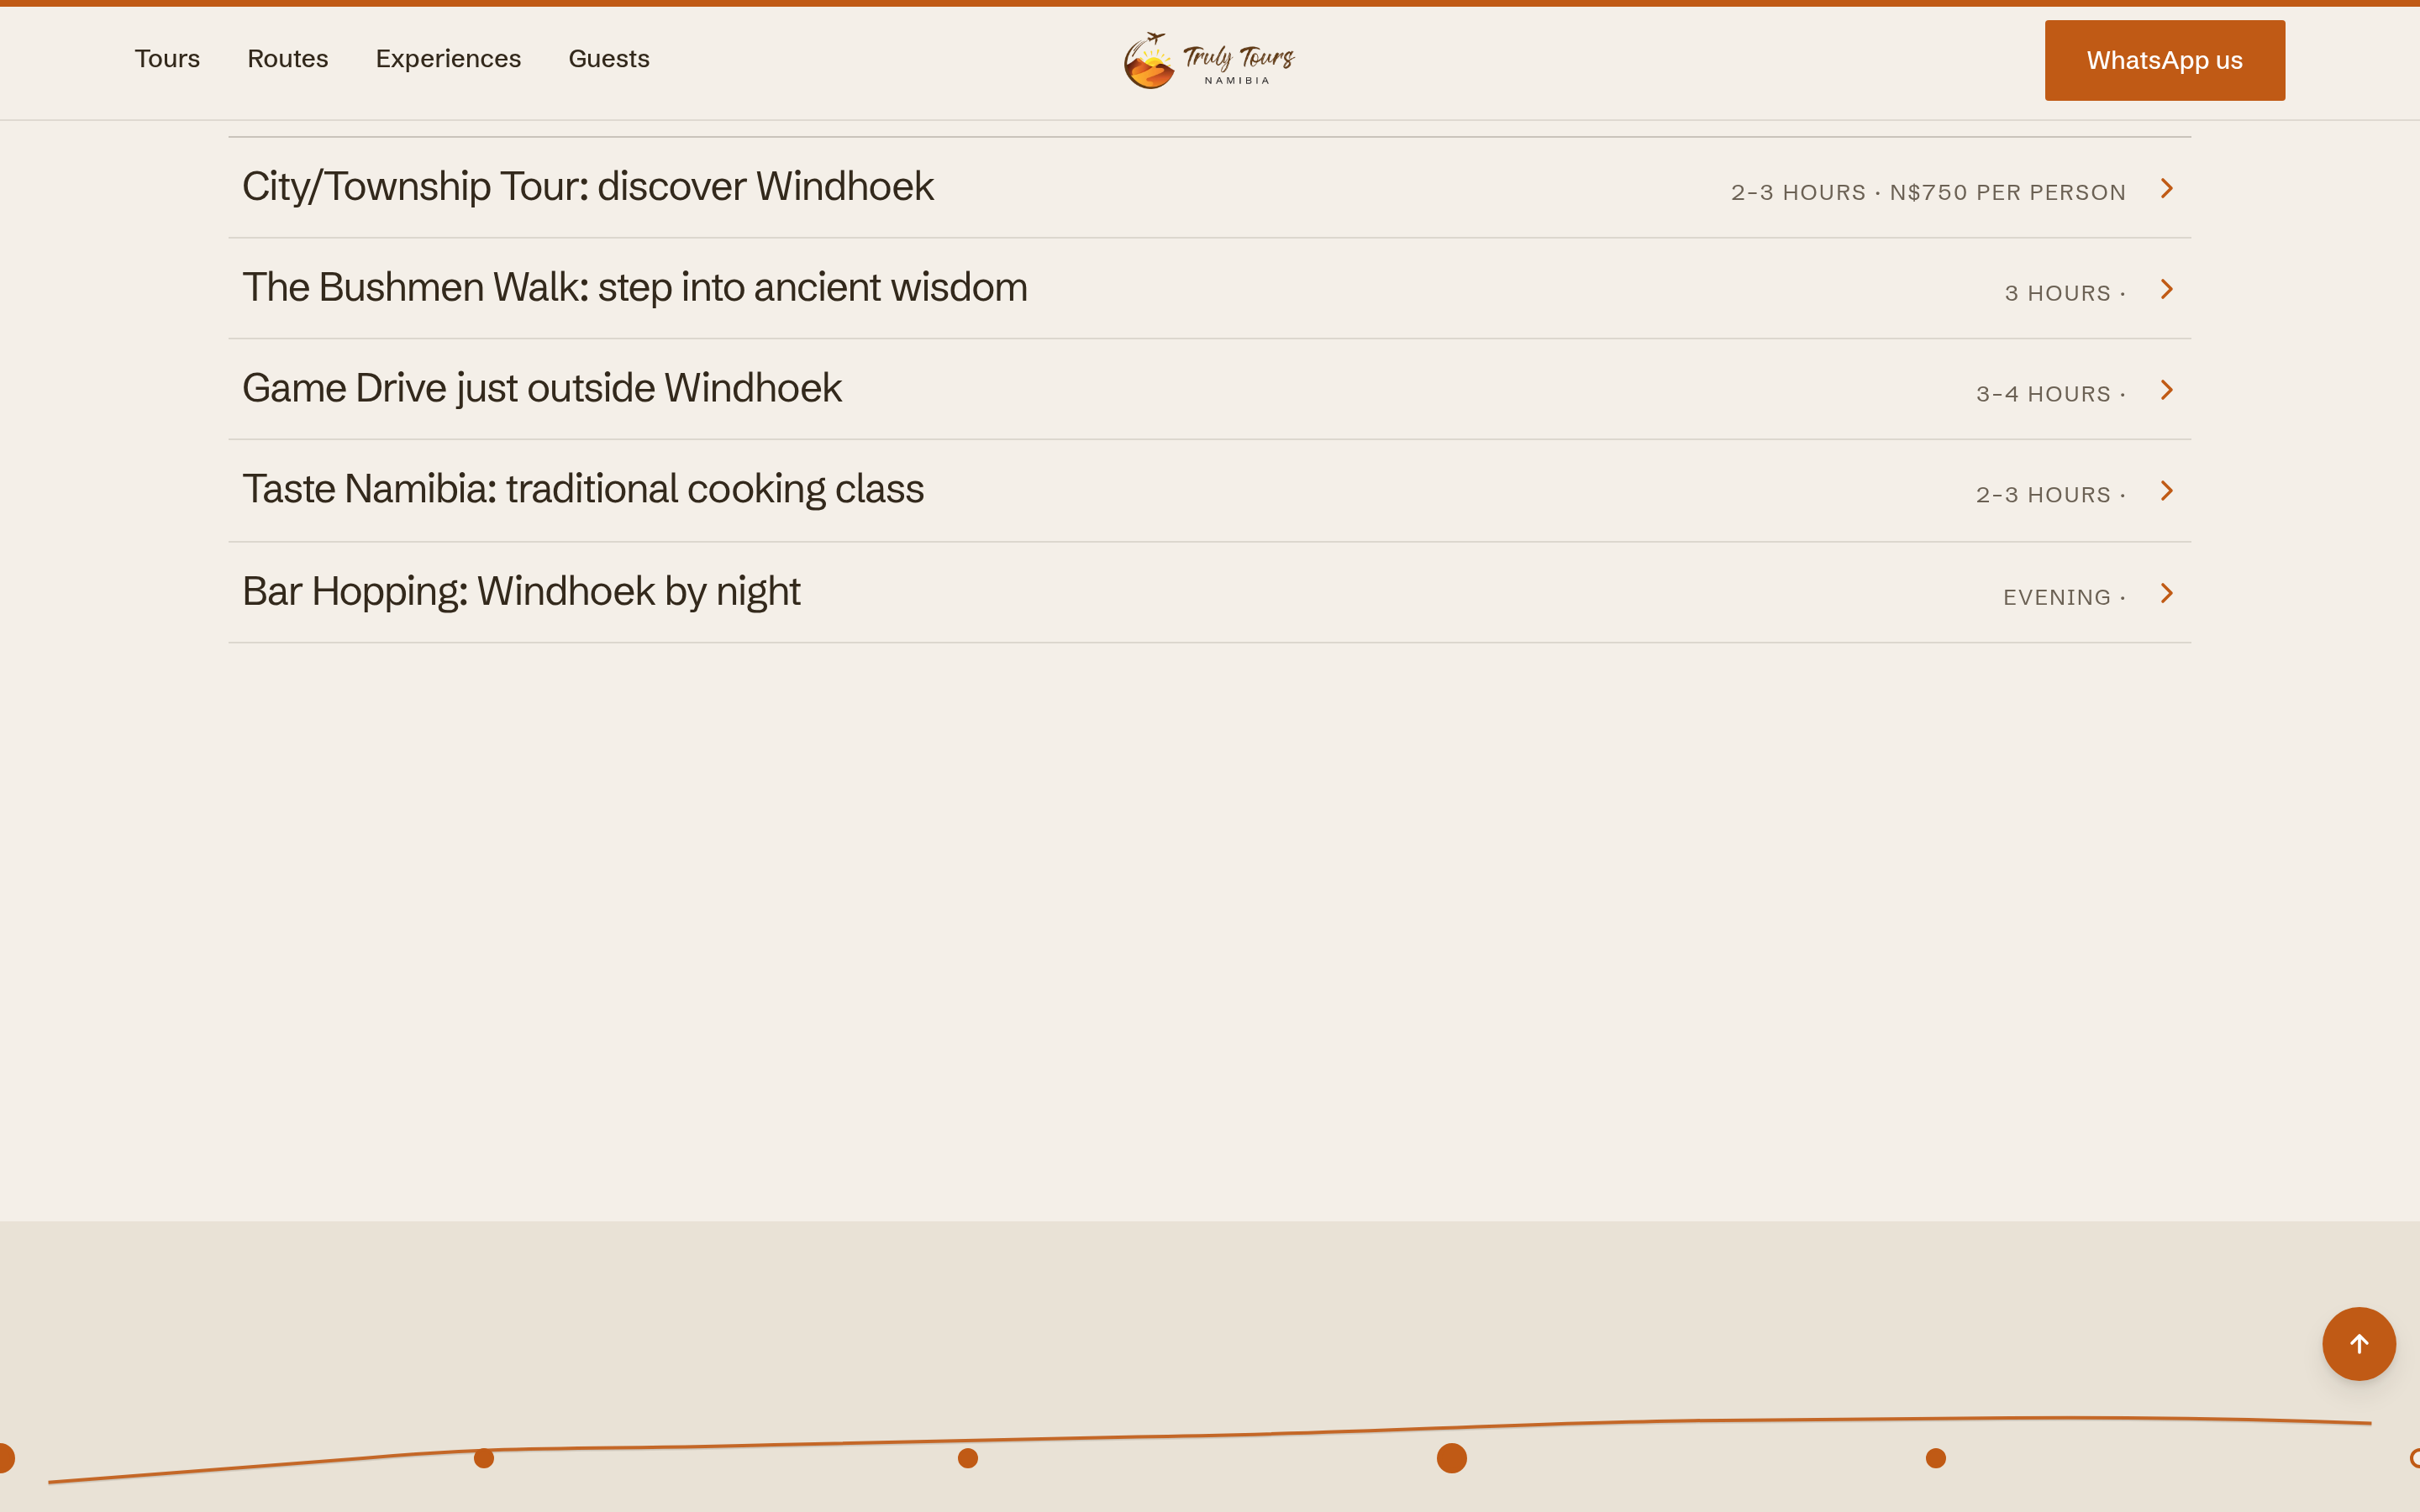 Tours Routes Experiences Guests Truly Tours NAMIBIA WhatsApp us
City/Township Tour: discover Windhoek 2–3 HOURS · N$750 PER PERSON
The Bushmen Walk: step into ancient wisdom 3 HOURS ·
Game Drive just outside Windhoek 3–4 HOURS ·
Taste Namibia: traditional cooking class 2–3 HOURS ·
Bar Hopping: Windhoek by night EVENING ·